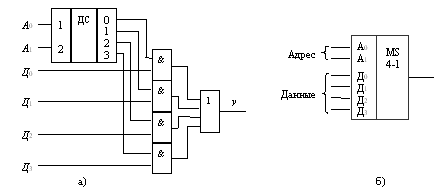 A0
A1
Д0
Д1
Д2
Д3
1
2
ДС
0
1
2
3
&
&
&
&
1
y
а)
Адрес
Данные
A0
A1
Д0
Д1
Д2
Д3
MS
4-1
б)